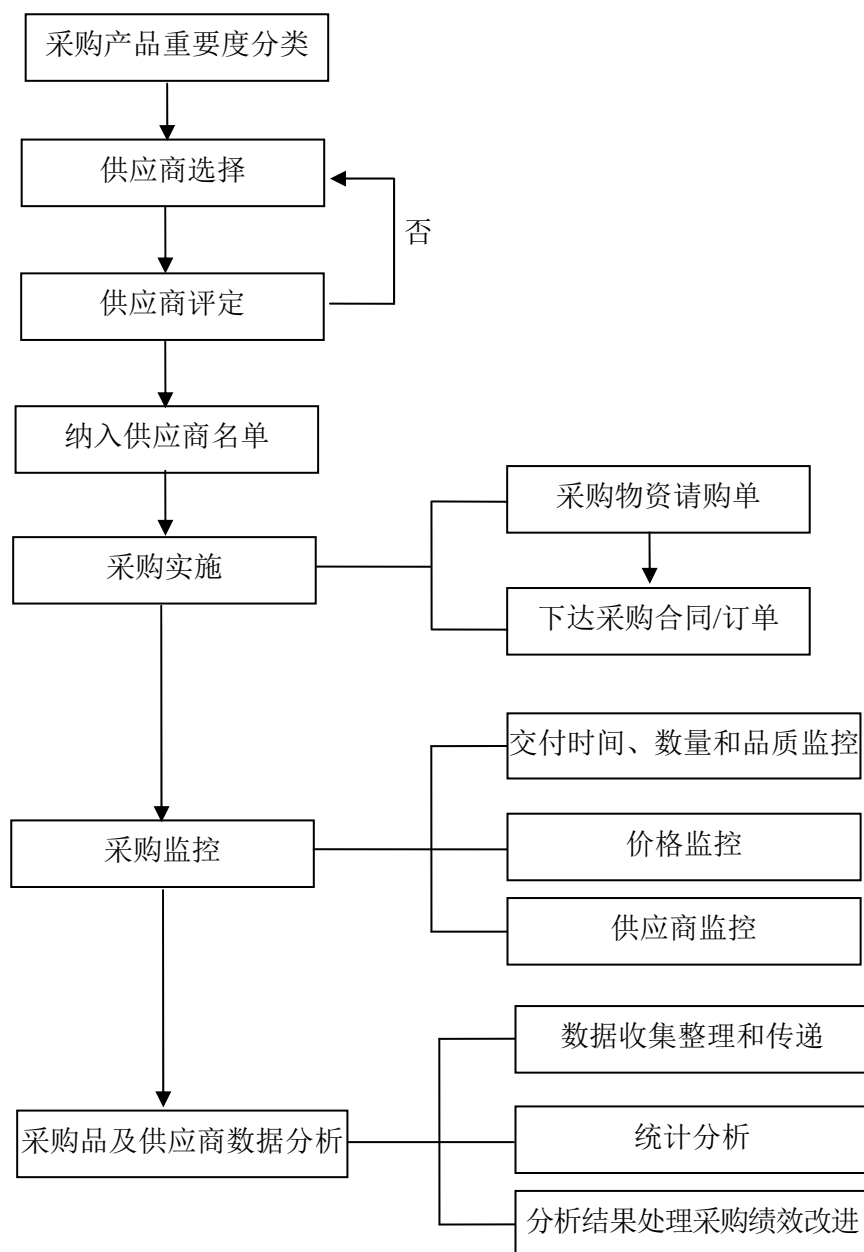 采购产品重要度分类
供应商选择
否
供应商评定
纳入供应商名单
采购物资请购单
采购实施
下达采购合同/订单
交付时间、数量和品质监控
采购监控
价格监控
供应商监控
数据收集整理和传递
采购品及供应商数据分析
统计分析
分析结果处理采购绩效改进